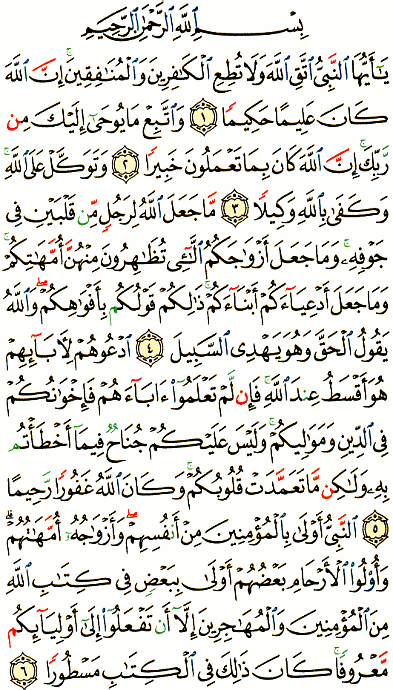 بِسْمِ اللَّهِ الرَّحْمَٰنِ الرَّحِيمِ
يَٰٓأَيُّهَا ٱلنَّبِىُّ ٱتَّقِ ٱللَّهَ وَلَا تُطِعِ ٱلْكَٰفِرِينَ وَٱلْمُنَٰفِقِينَ ۗ إِنَّ ٱللَّهَ
كَانَ عَلِيمًا حَكِيمًا ١ وَٱتَّبِعْ مَا يُوحَىٰٓ إِلَيْكَ مِن
رَّبِّكَ ۚ إِنَّ ٱللَّهَ كَانَ بِمَا تَعْمَلُونَ خَبِيرًا ٢ وَتَوَكَّلْ عَلَى ٱللَّهِ ۚ
وَكَفَىٰ بِٱللَّهِ وَكِيلًا ٣ مَّا جَعَلَ ٱللَّهُ لِرَجُلٍ مِّن قَلْبَيْنِ فِى
جَوْفِهِۦ ۚ وَمَا جَعَلَ أَزْوَٰجَكُمُ ٱلَّٰٓـِٔى تُظَٰهِرُونَ مِنْهُنَّ أُمَّهَٰتِكُمْ ۚ
وَمَا جَعَلَ أَدْعِيَآءَكُمْ أَبْنَآءَكُمْ ۚ ذَٰلِكُمْ قَوْلُكُم بِأَفْوَٰهِكُمْ ۖ وَٱللَّهُ
يَقُولُ ٱلْحَقَّ وَهُوَ يَهْدِى ٱلسَّبِيلَ ٤ ٱدْعُوهُمْ لِءَابَآئِهِمْ
هُوَ أَقْسَطُ عِندَ ٱللَّهِ ۚ فَإِن لَّمْ تَعْلَمُوٓا۟ ءَابَآءَهُمْ فَإِخْوَٰنُكُمْ
فِى ٱلدِّينِ وَمَوَٰلِيكُمْ ۚ وَلَيْسَ عَلَيْكُمْ جُنَاحٌ فِيمَآ أَخْطَأْتُم
بِهِۦ وَلَٰكِن مَّا تَعَمَّدَتْ قُلُوبُكُمْ ۚ وَكَانَ ٱللَّهُ غَفُورًا رَّحِيمًا
٥ ٱلنَّبِىُّ أَوْلَىٰ بِٱلْمُؤْمِنِينَ مِنْ أَنفُسِهِمْ ۖ وَأَزْوَٰجُهُۥٓ أُمَّهَٰتُهُمْ ۗ
وَأُو۟لُوا۟ ٱلْأَرْحَامِ بَعْضُهُمْ أَوْلَىٰ بِبَعْضٍ فِى كِتَٰبِ ٱللَّهِ
مِنَ ٱلْمُؤْمِنِينَ وَٱلْمُهَٰجِرِينَ إِلَّآ أَن تَفْعَلُوٓا۟ إِلَىٰٓ أَوْلِيَآئِكُم
مَّعْرُوفًا ۚ كَانَ ذَٰلِكَ فِى ٱلْكِتَٰبِ مَسْطُورًا ٦